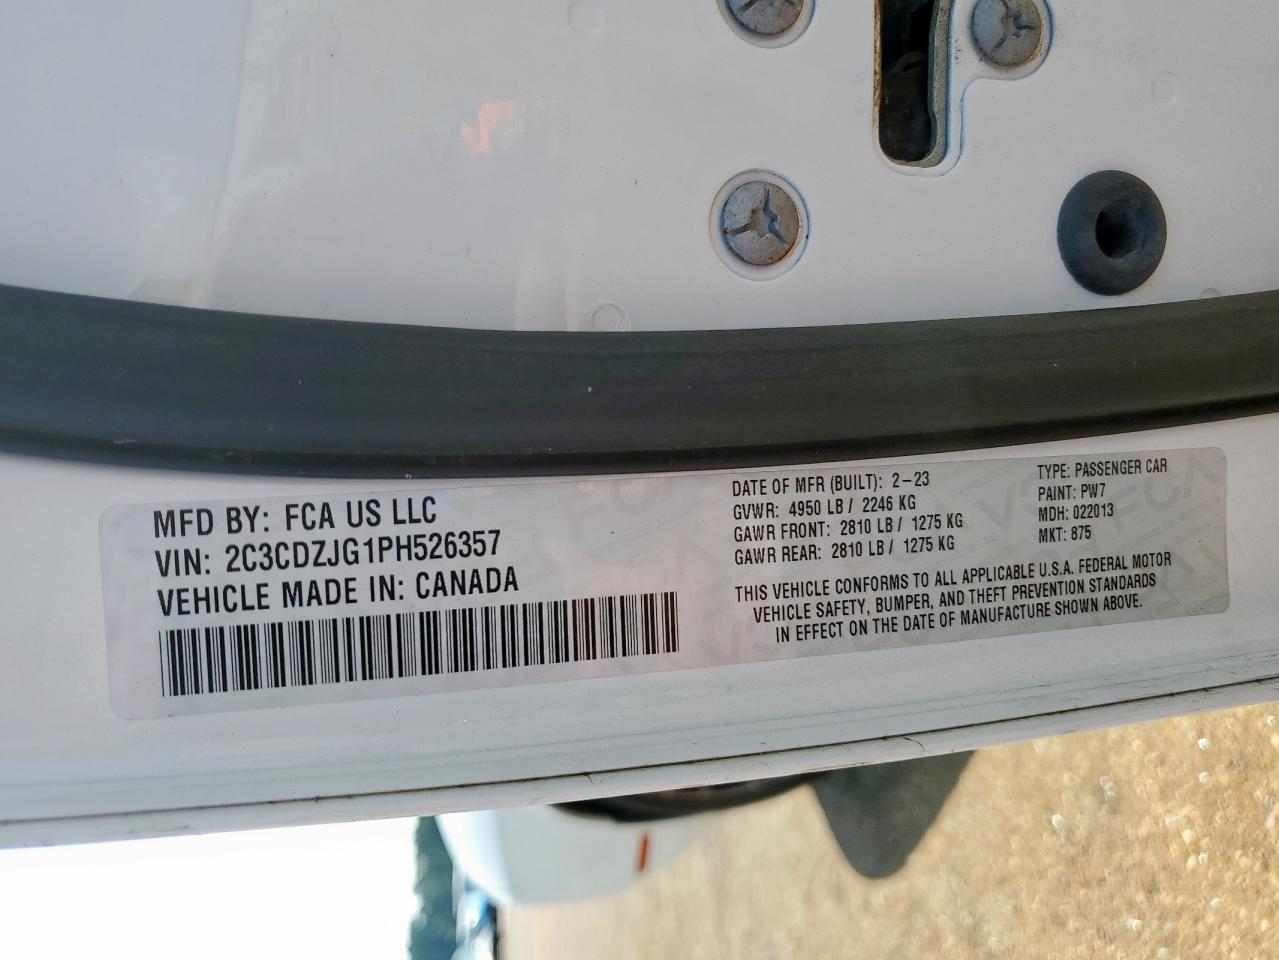 MFD BY: FCA US LLC
VIN: 2C3CDZJG1PH526357
VEHICLE MADE IN: CANADA
DATE OF MFR (BUILT): 2-23
GVWR: 4950 LB / 2246 KG
GAWR FRONT: 2810 LB / 1275 KG
GAWR REAR: 2810 LB / 1275 KG
TYPE: PASSENGER CAR
PAINT: PW7
MDH: 022013
MKT: 875
THIS VEHICLE CONFORMS TO ALL APPLICABLE U.S.A. FEDERAL MOTOR
VEHICLE SAFETY, BUMPER, AND THEFT PREVENTION STANDARDS
IN EFFECT ON THE DATE OF MANUFACTURE SHOWN ABOVE.